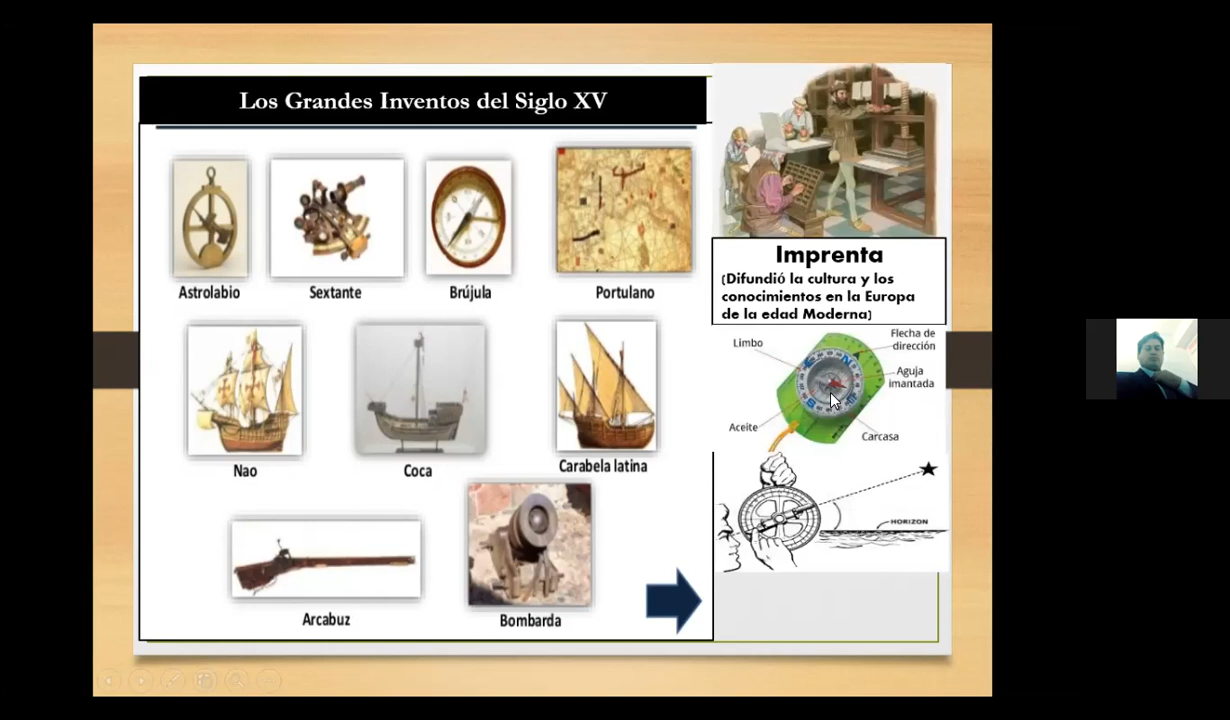 Los Grandes Inventos del Siglo XV
Astrolabio
Sextante
Brújula
Portulano
Nao
Coca
Carabela latina
Arcabuz
Bombarda
Imprenta
(Difundió la cultura y los
conocimientos en la Europa
de la edad Moderna)
Limbo
Flecha de
dirección
Aguja
imantada
Aceite
Carcasa
HORIZON